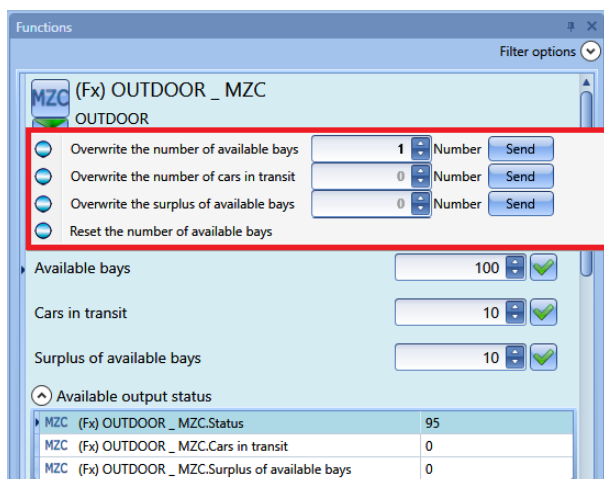 Functions
Filter options
MZC (Fx) OUTDOOR _ MZC
OUTDOOR
Overwrite the number of available bays 1 Number Send
Overwrite the number of cars in transit 0 Number Send
Overwrite the surplus of available bays 0 Number Send
Reset the number of available bays
Available bays 100
Cars in transit 10
Surplus of available bays 10
Available output status
MZC (Fx) OUTDOOR _ MZC.Status 95
MZC (Fx) OUTDOOR _ MZC.Cars in transit 0
MZC (Fx) OUTDOOR _ MZC.Surplus of available bays 0